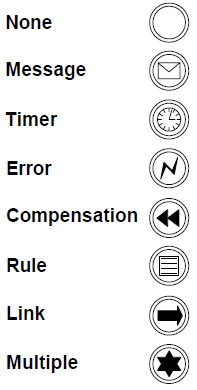 None
Message
Timer
Error
Compensation
Rule
Link
Multiple